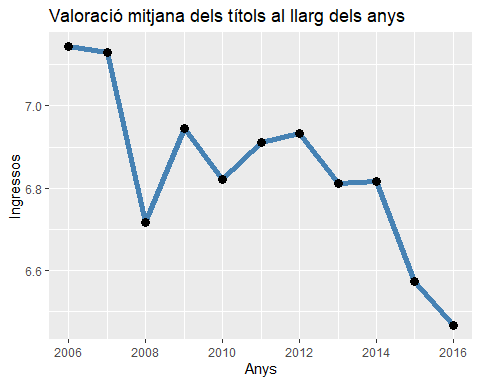 Valoració mitjana dels títols al llarg dels anys
Ingressos
7.0
6.8
6.6
2006 2008 2010 2012 2014 2016
Anys